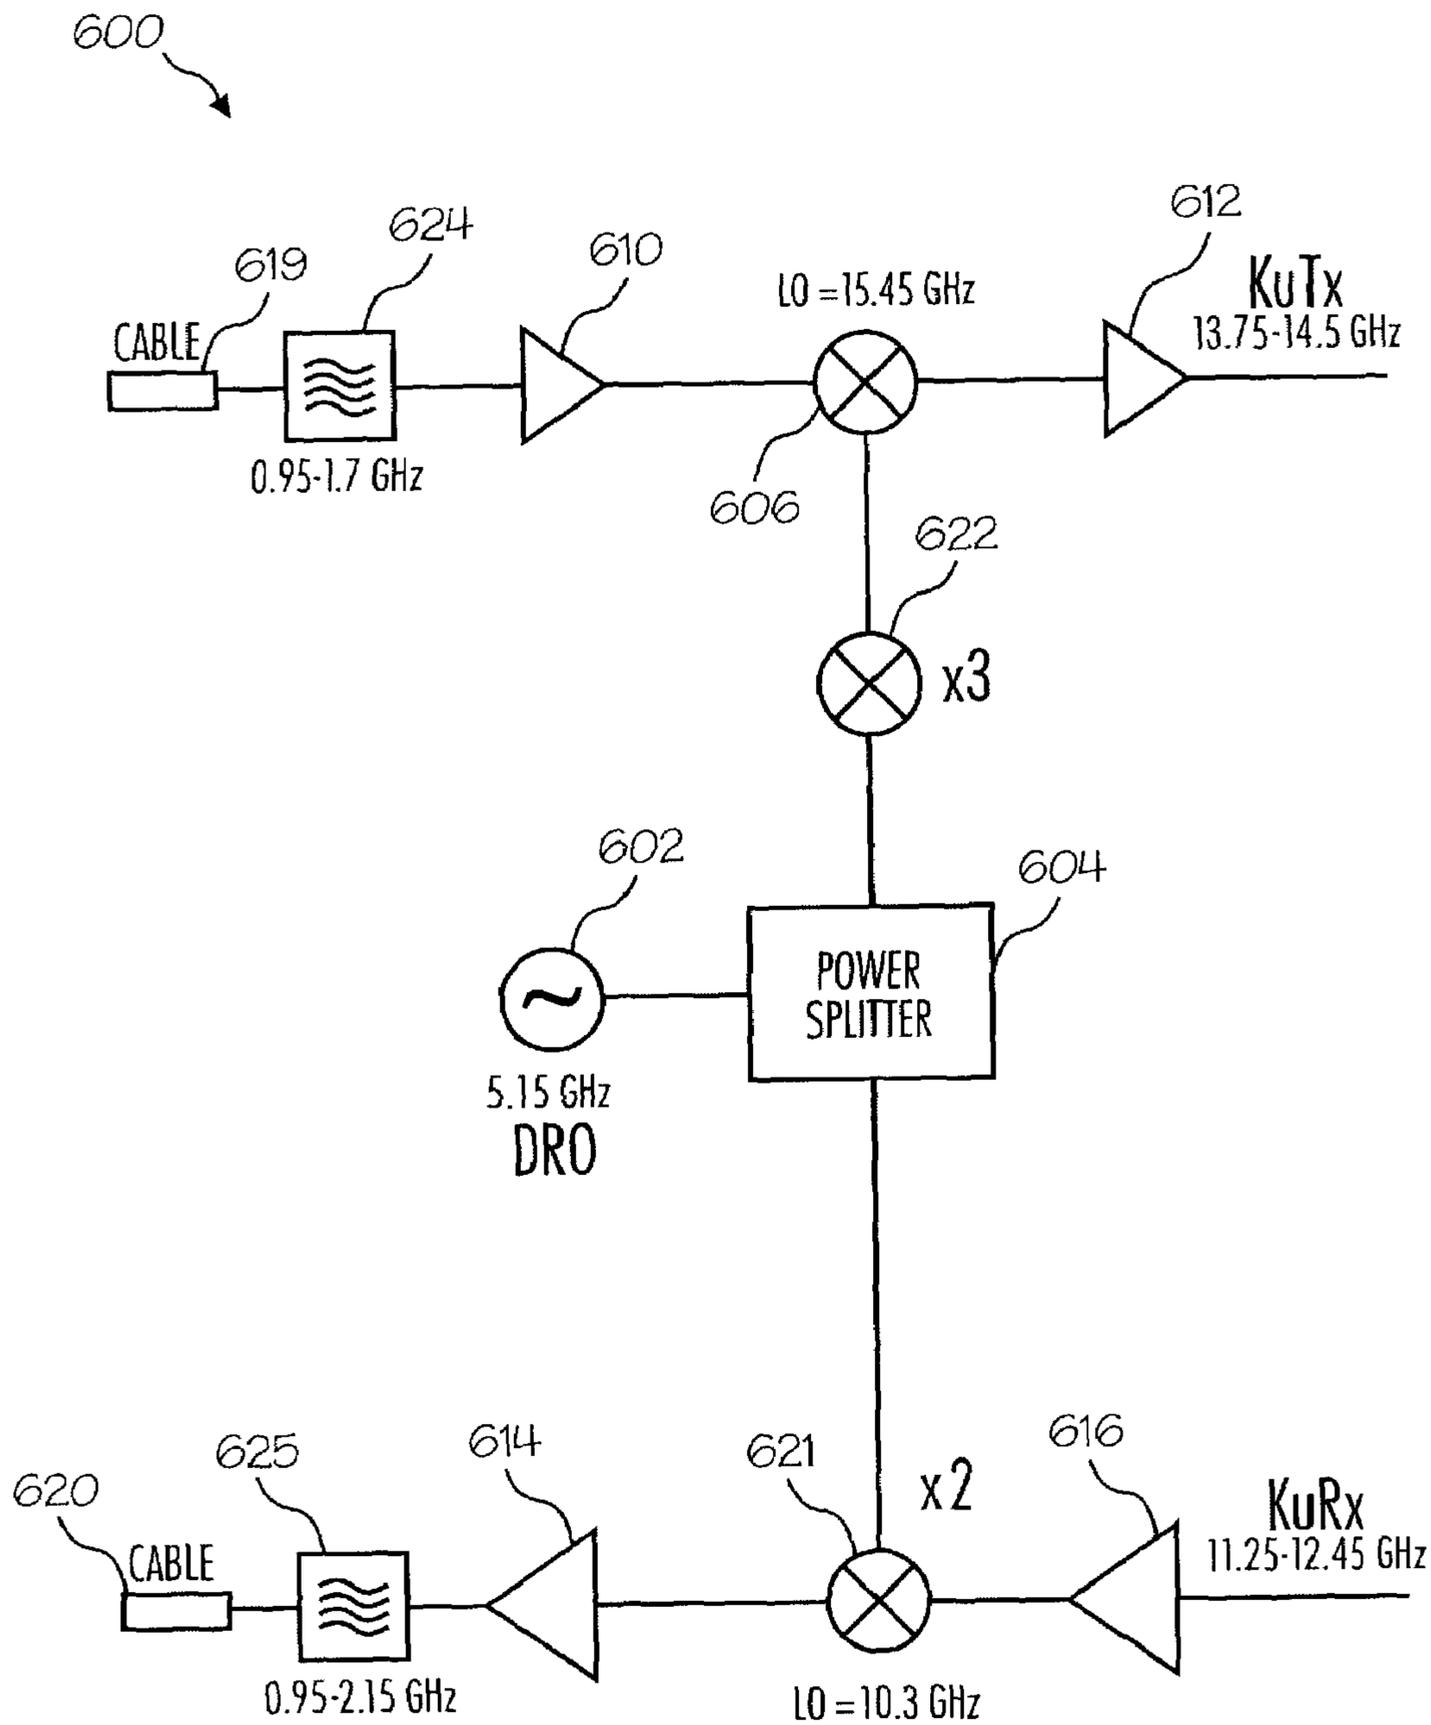 600
612
624
610
619
LO =15.45 GHz
KuTx
13.75-14.5 GHz
CABLE
0.95-1.7 GHz
606
622
x3
602
604
POWER
SPLITTER
5.15 GHz
DRO
616
614
625
621
620
x2
KuRx
11.25-12.45 GHz
CABLE
0.95-2.15 GHz
LO =10.3 GHz